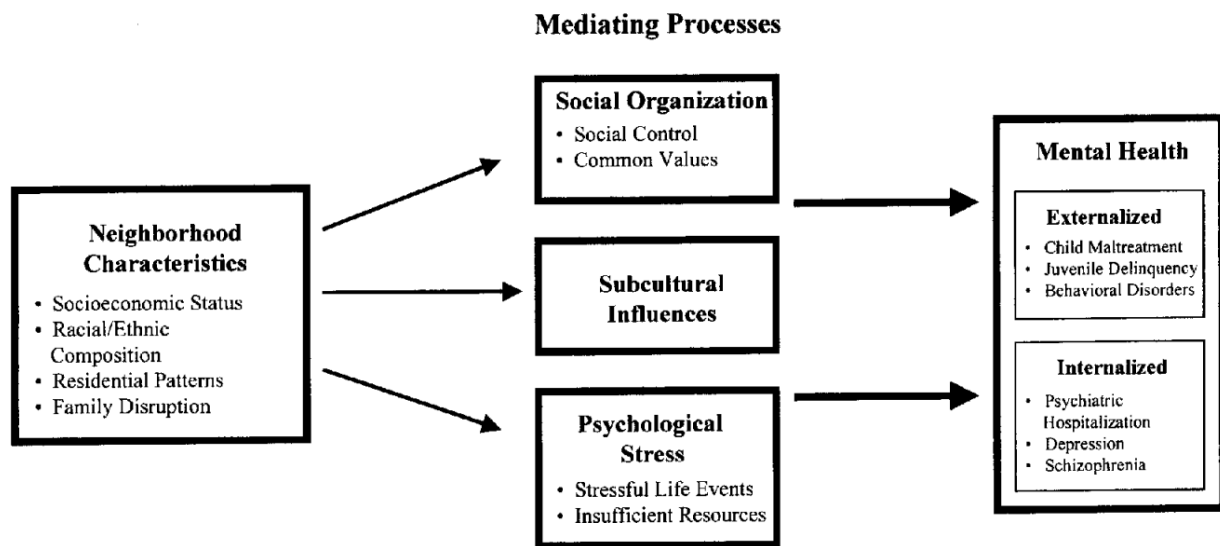 Mediating Processes
Neighborhood
Characteristics
• Socioeconomic Status
• Racial/Ethnic
Composition
• Residential Patterns
• Family Disruption
Social Organization
• Social Control
• Common Values
Subcultural
Influences
Psychological
Stress
• Stressful Life Events
• Insufficient Resources
Mental Health
Externalized
• Child Maltreatment
• Juvenile Delinquency
• Behavioral Disorders
Internalized
• Psychiatric
Hospitalization
• Depression
• Schizophrenia